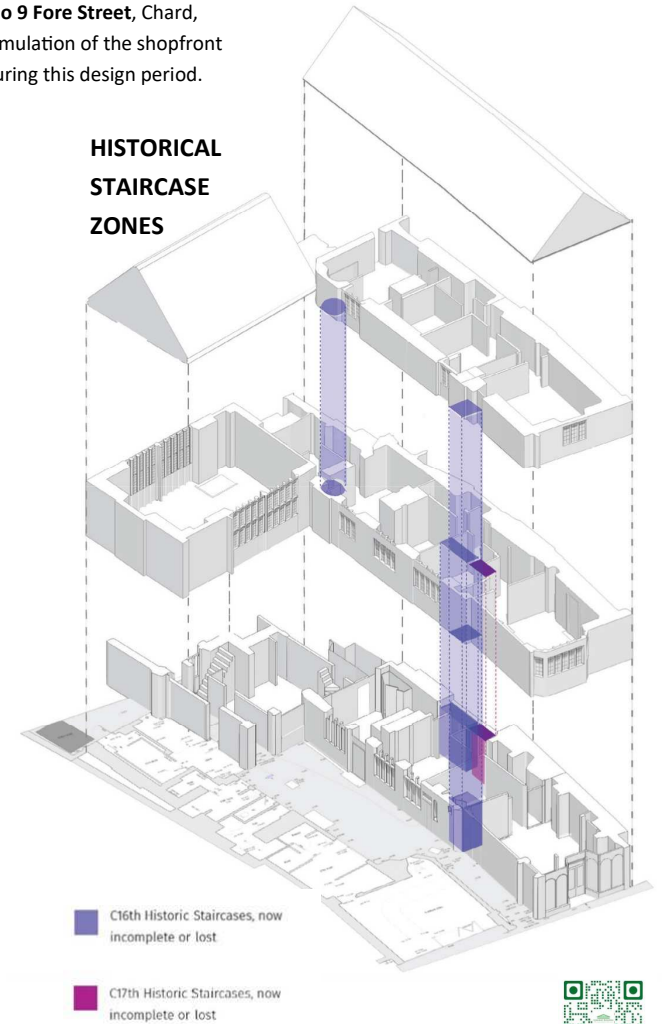 o 9 Fore Street, Chard,
mulation of the shopfront
uring this design period.
HISTORICAL
STAIRCASE
ZONES
C16th Historic Staircases, now
incomplete or lost
C17th Historic Staircases, now
incomplete or lost